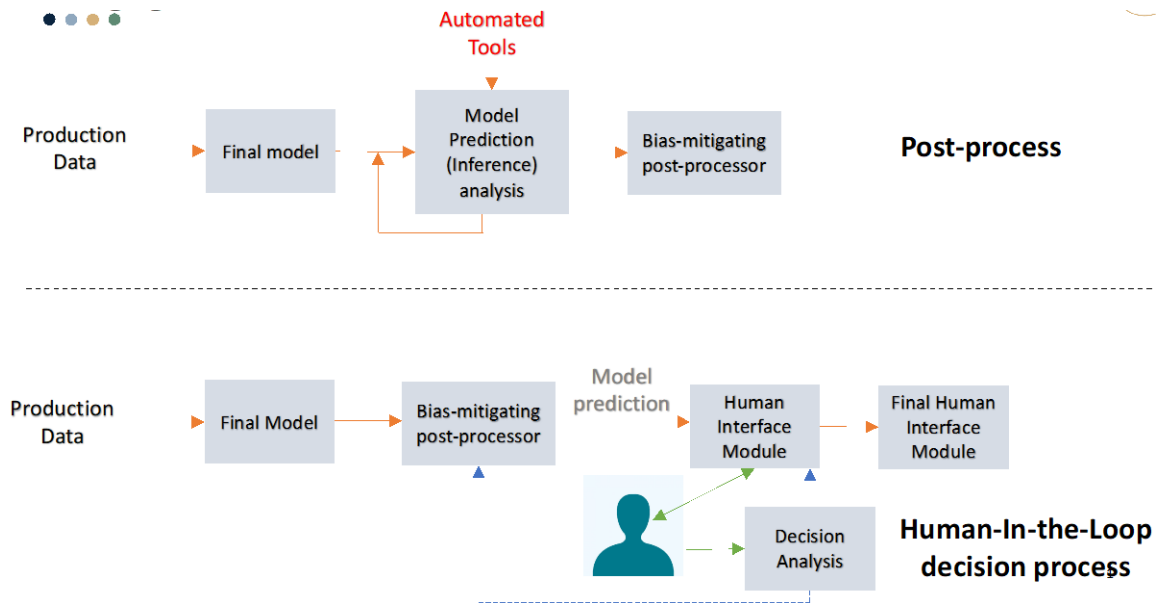 Automated
Tools
Production
Data
Final model
Model
Prediction
(Inference)
analysis
Bias-mitigating
post-processor
Post-process
Production
Data
Final Model
Bias-mitigating
post-processor
Model
prediction
Human
Interface
Module
Final Human
Interface
Module
Decision
Analysis
Human-In-the-Loop
decision process